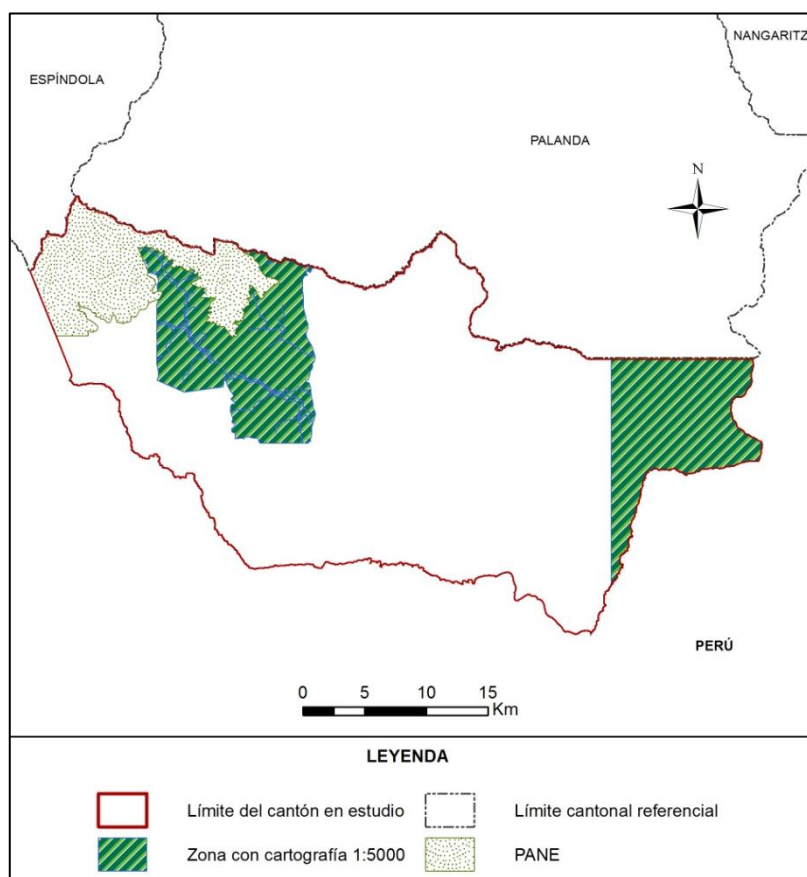 NANGARITZ
ESPÍNDOLA
PALANDA
N
PERÚ
0 5 10 15
Km
LEYENDA
Límite del cantón en estudio
Límite cantonal referencial
Zona con cartografía 1:5000
PANE